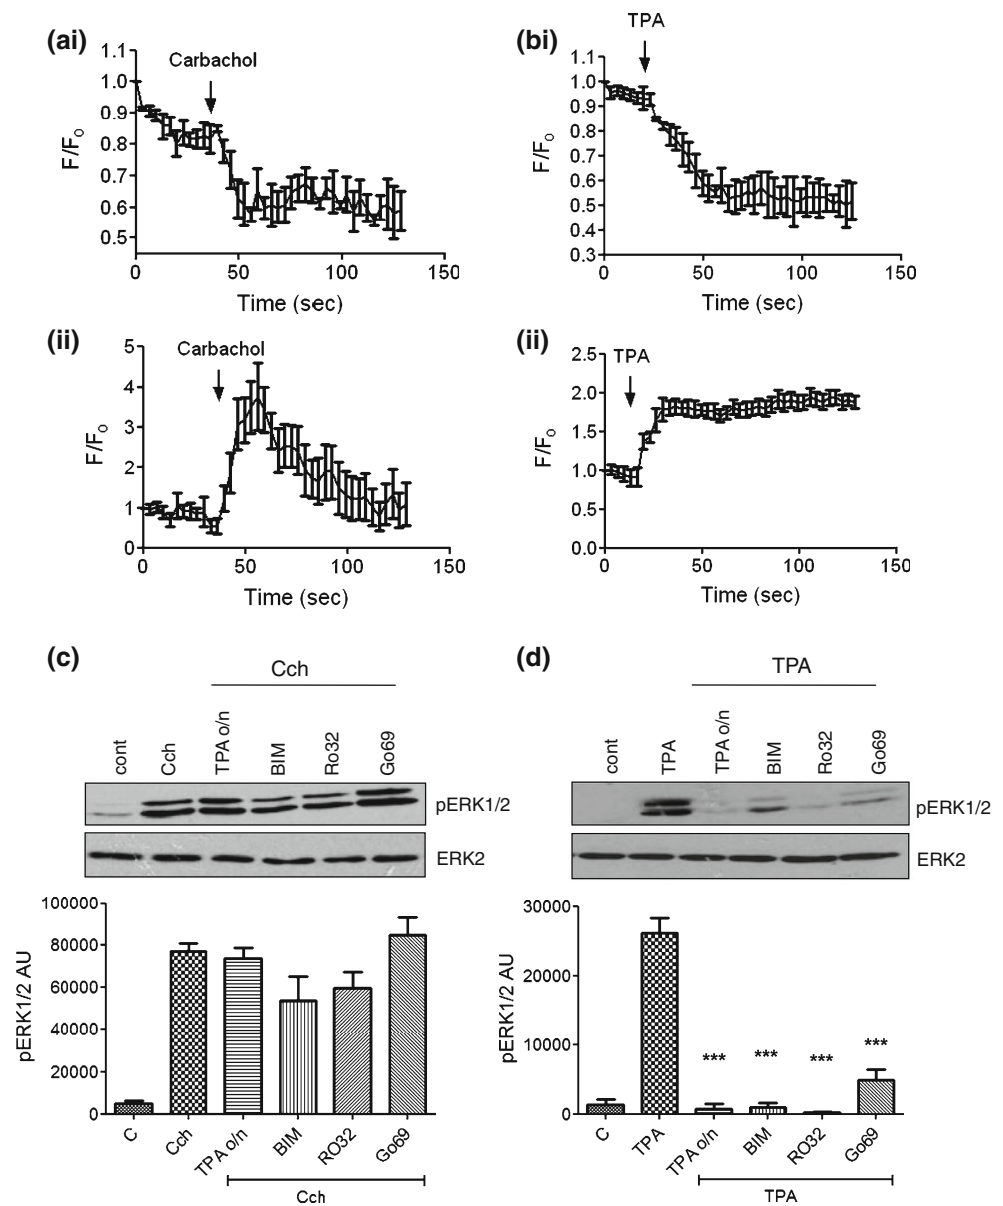 (ai)
Carbachol
1.1
1.0
0.9
0.8
0.7
0.6
0.5
F/Fo
0 50 100 150
Time (sec)
(bi)
TPA
1.1
1.0
0.9
0.8
0.7
0.6
0.5
0.4
0.3
F/Fo
0 50 100 150
Time (sec)
(ii)
Carbachol
5
4
3
2
1
0
F/Fo
0 50 100 150
Time (sec)
(ii)
TPA
2.5
2.0
1.5
1.0
0.5
0.0
F/Fo
0 50 100 150
Time (sec)
(c)
Cch
cont Cch TPA o/n BIM Ro32 Go69
pERK1/2
ERK2
100000
80000
60000
40000
20000
0
pERK1/2 AU
C Cch TPA o/n BIM RO32 Go69
Cch
(d)
TPA
cont TPA TPA o/n BIM Ro32 Go69
pERK1/2
ERK2
30000
20000
10000
0
pERK1/2 AU
*** *** *** ***
C TPA TPA o/n BIM RO32 Go69
TPA